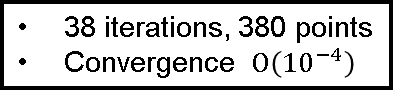 • 38 iterations, 380 points
• Convergence O(10⁻⁴)